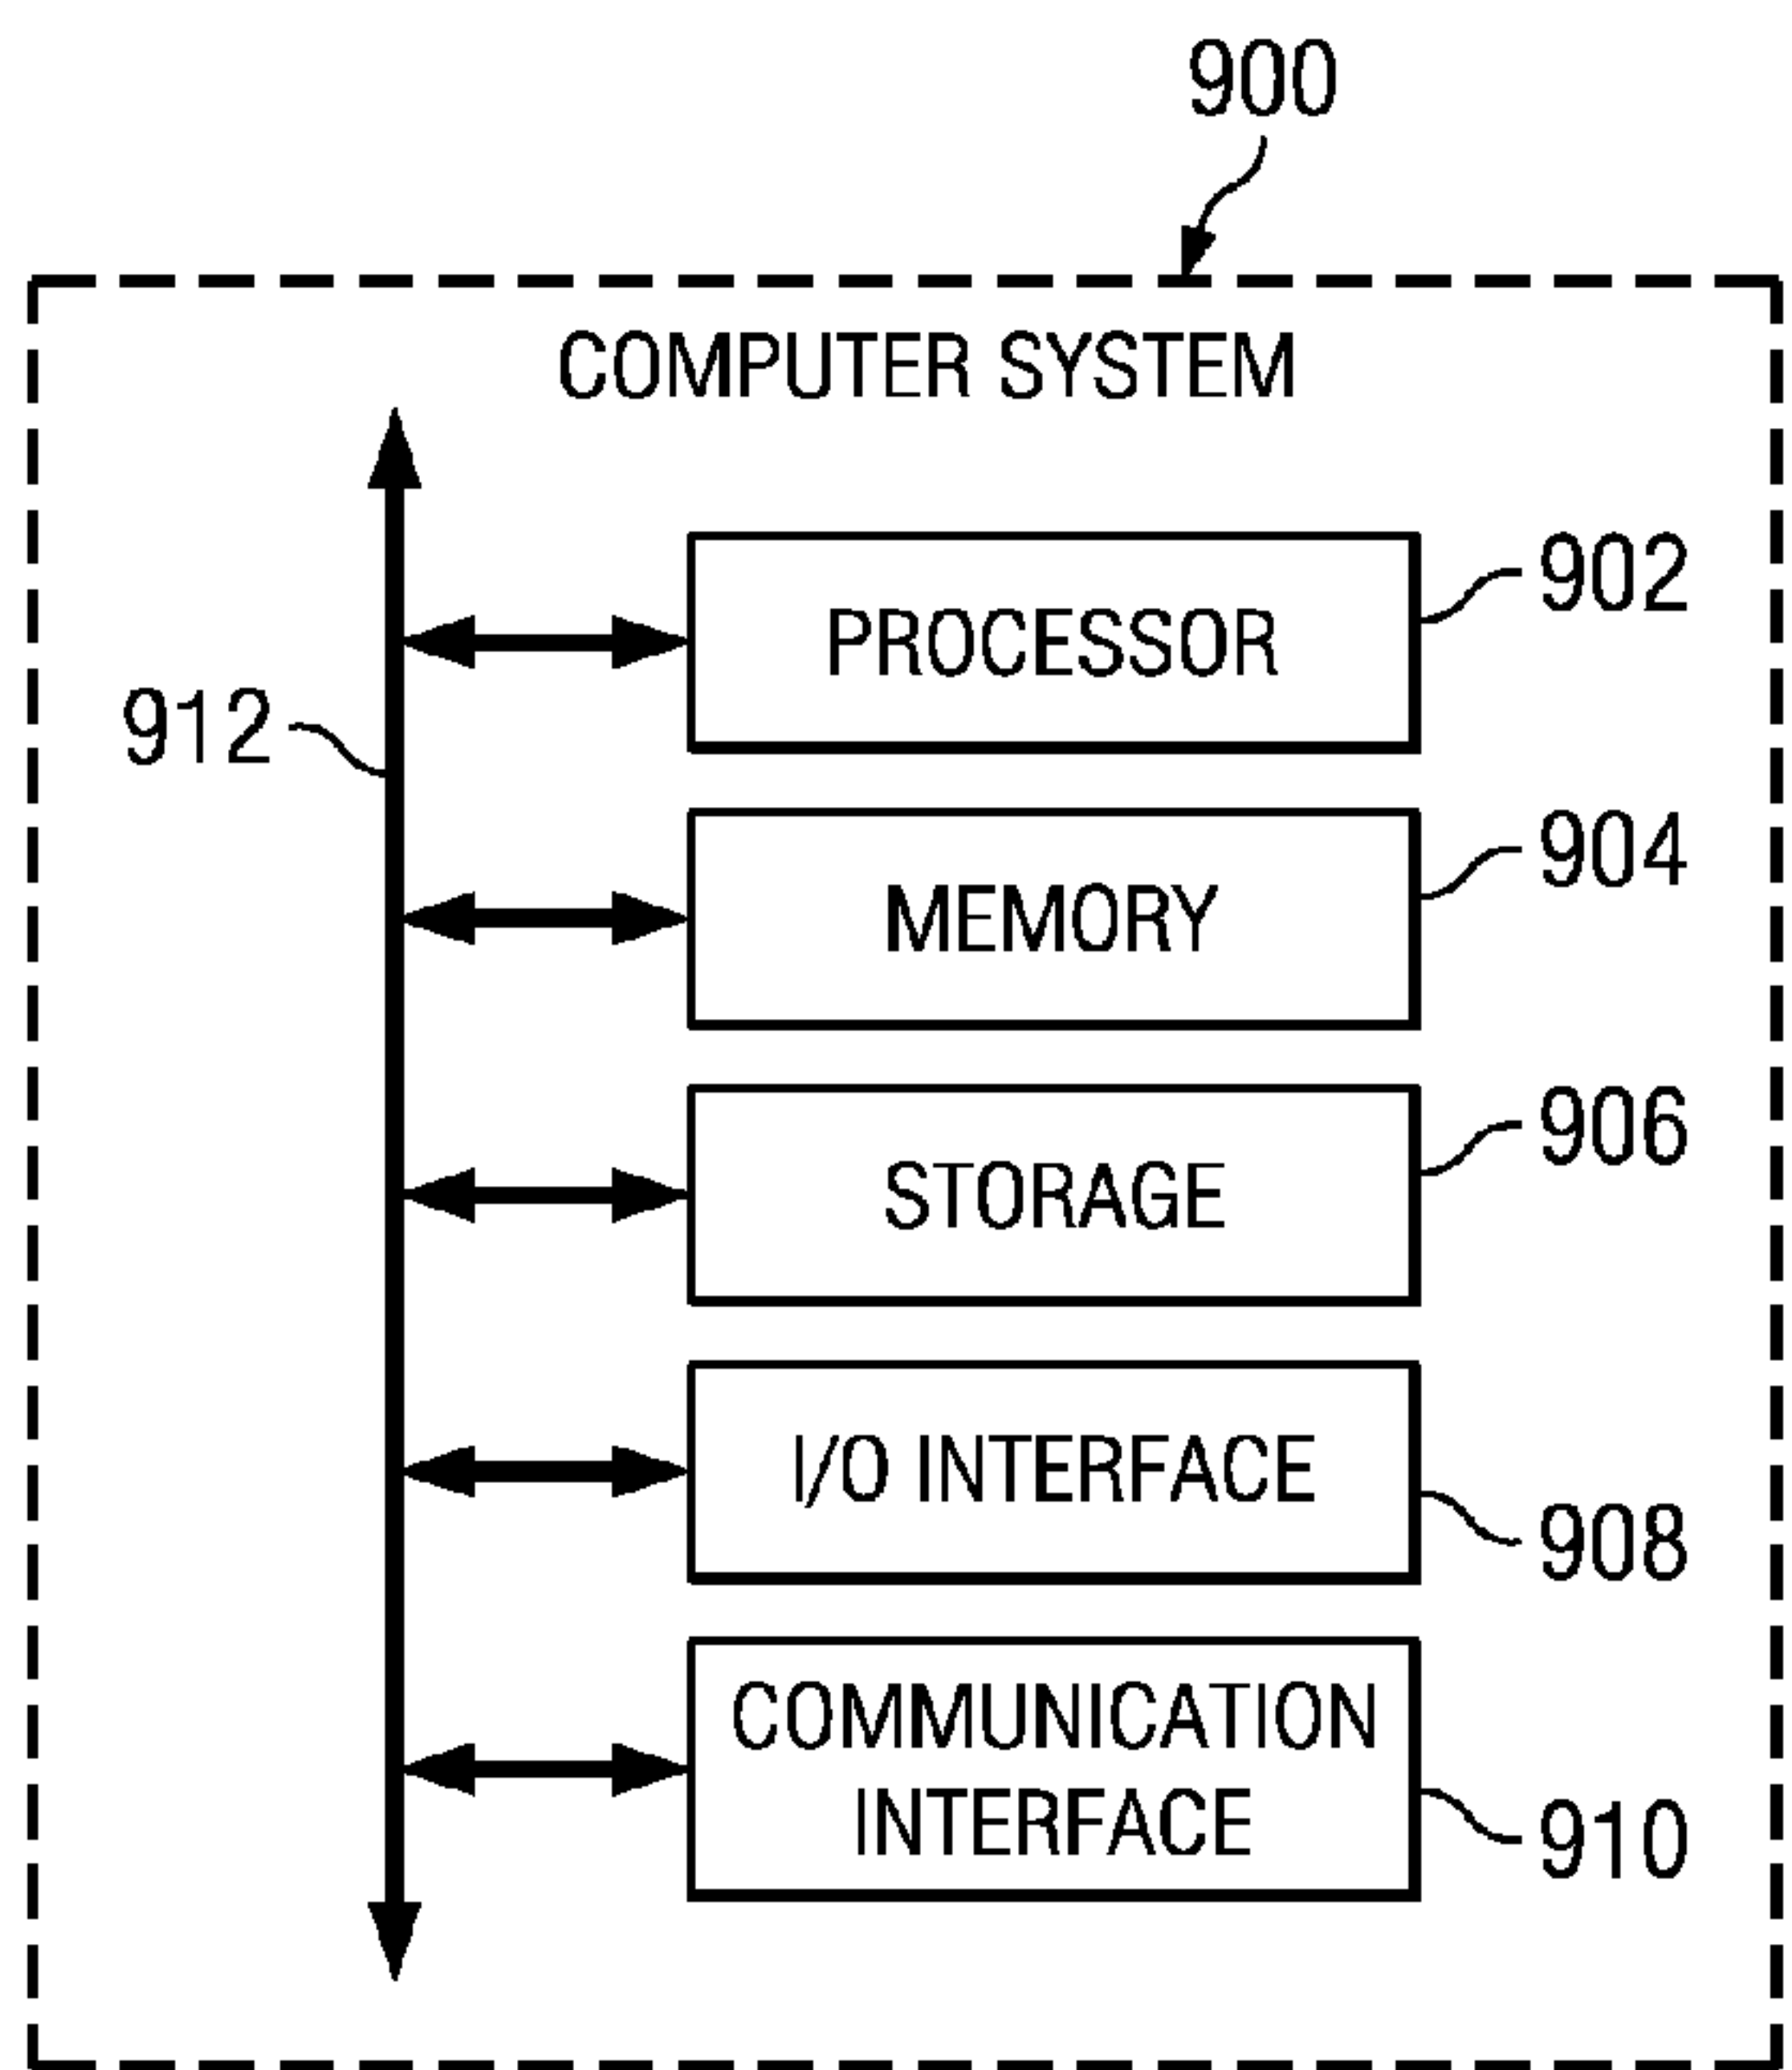 900
COMPUTER SYSTEM
PROCESSOR
902
912
MEMORY
904
STORAGE
906
I/O INTERFACE
908
COMMUNICATION
INTERFACE
910